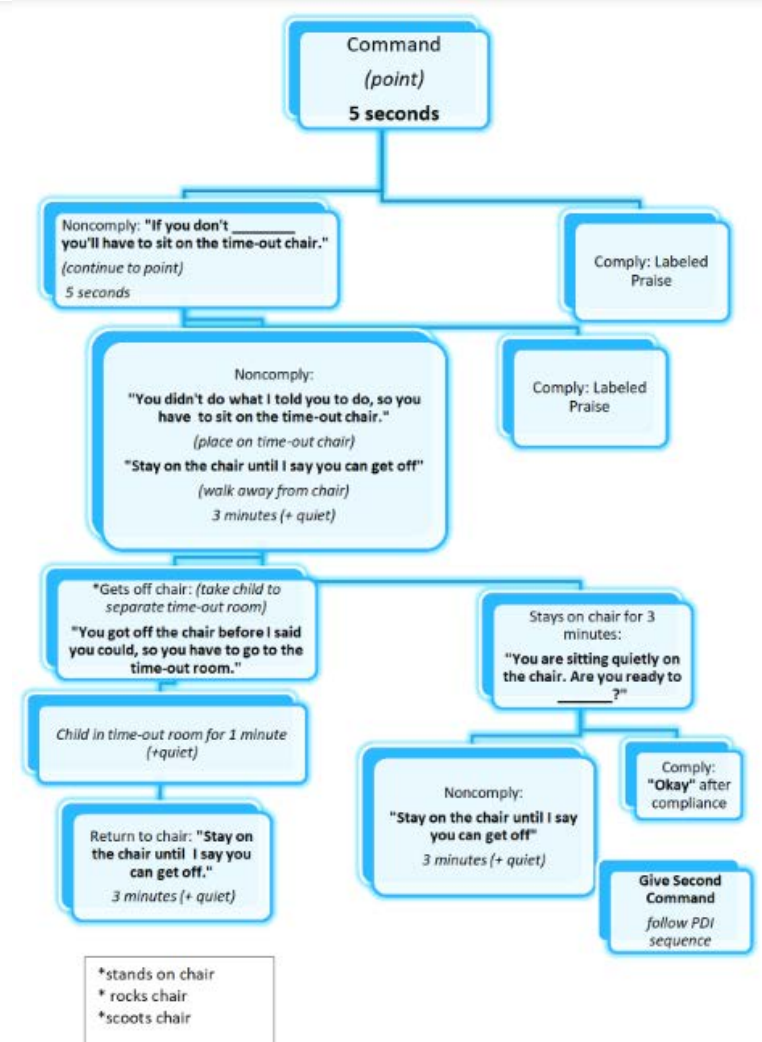 Command
(point)
5 seconds
Noncomply: "If you don't ________
you'll have to sit on the time-out chair."
(continue to point)
5 seconds
Comply: Labeled
Praise
Noncomply:
"You didn't do what I told you to do, so you
have to sit on the time-out chair."
(place on time-out chair)
"Stay on the chair until I say you can get off"
(walk away from chair)
3 minutes (+ quiet)
Comply: Labeled
Praise
*Gets off chair: (take child to
separate time-out room)
"You got off the chair before I said
you could, so you have to go to the
time-out room."
Stays on chair for 3
minutes:
"You are sitting quietly on
the chair. Are you ready to
_______?"
Child in time-out room for 1 minute
(+quiet)
Noncomply:
"Stay on the chair until I say
you can get off"
3 minutes (+ quiet)
Comply:
"Okay" after
compliance
Return to chair: "Stay on
the chair until I say you
can get off."
3 minutes (+ quiet)
Give Second
Command
follow PDI
sequence
*stands on chair
* rocks chair
*scoots chair